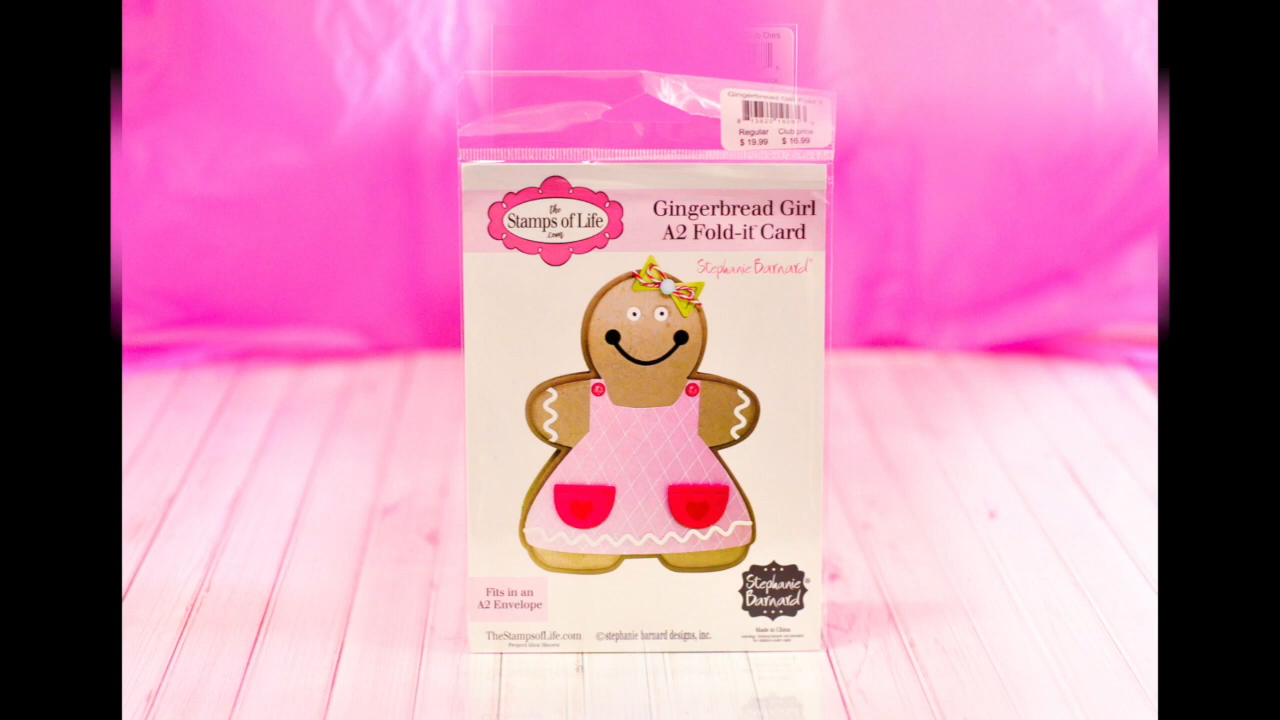 Regular Club price
$ 19.99 $ 16.99
the
Stamps of Life
.com
Gingerbread Girl
A2 Fold-it Card
Stephanie Barnard
Fits in an
A2 Envelope
Stephanie
Barnard
Made in China
TheStampsofLife.com ©stephanie barnard designs, inc.